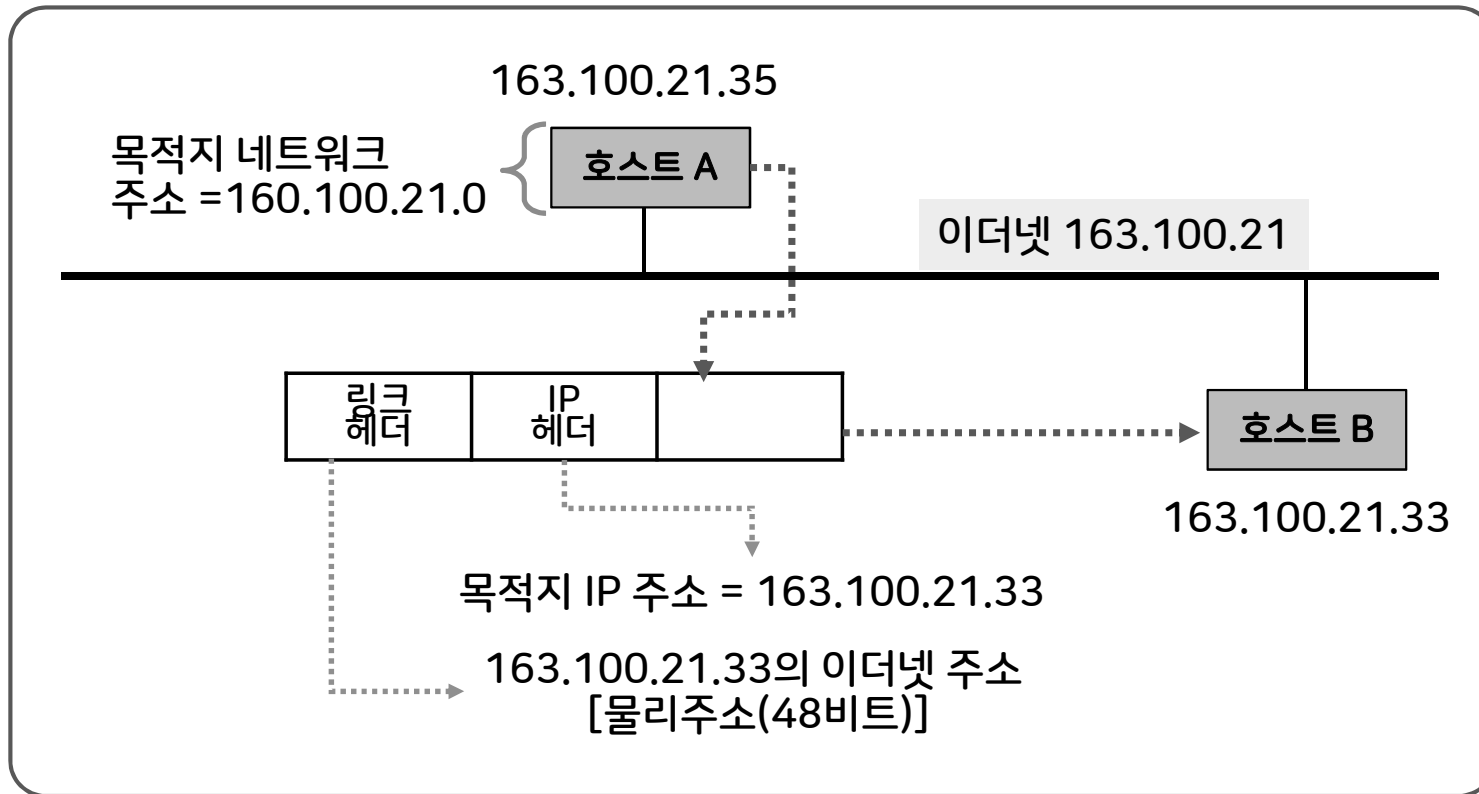 163.100.21.35
목적지 네트워크
주소 =160.100.21.0
호스트 A
이더넷 163.100.21
링크
헤더
IP
헤더
호스트 B
163.100.21.33
목적지 IP 주소 = 163.100.21.33
163.100.21.33의 이더넷 주소
[물리주소(48비트)]